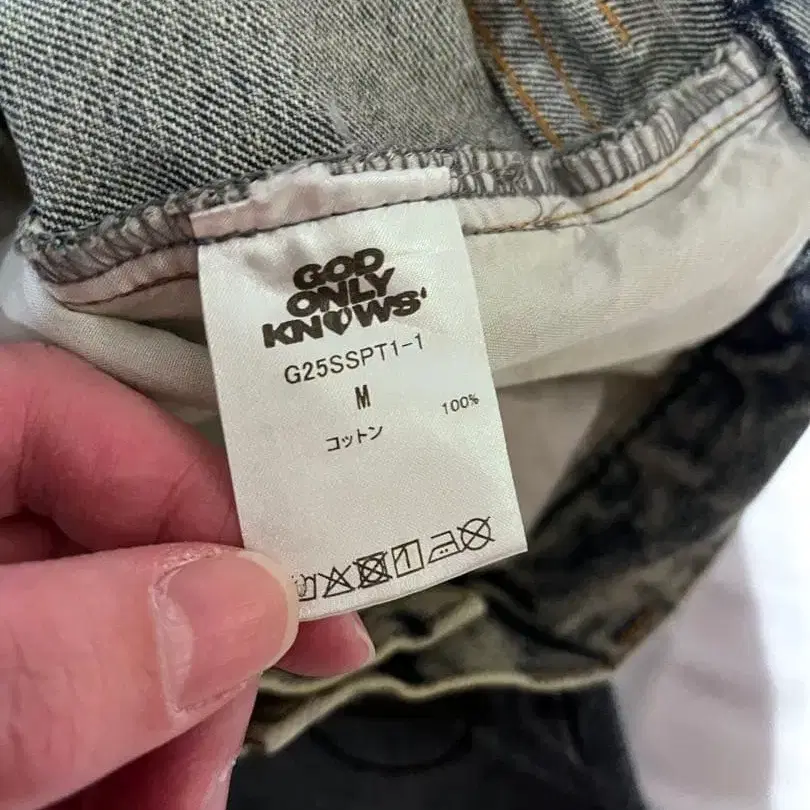 GOD
ONLY
KNOWS'
G25SSPT1-1
M
コットン 100%